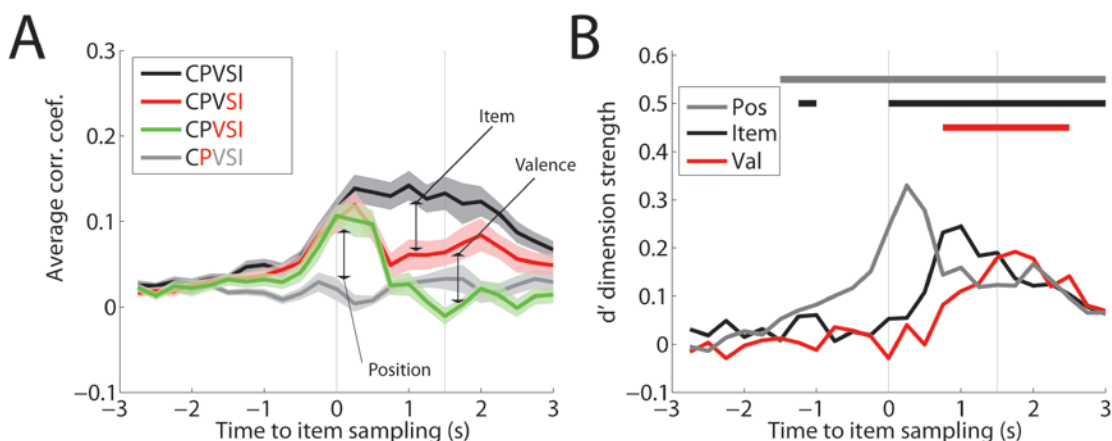 A
0.3
0.2
0.1
0
−0.1
Average corr. coef.
CPVSI
CPVSI
CPVSI
CPVSI
Item
Valence
Position
−3
−2
−1
0
1
2
3
Time to item sampling (s)
B
0.6
0.5
0.4
0.3
0.2
0.1
0
−0.1
d′ dimension strength
Pos
Item
Val
−3
−2
−1
0
1
2
3
Time to item sampling (s)